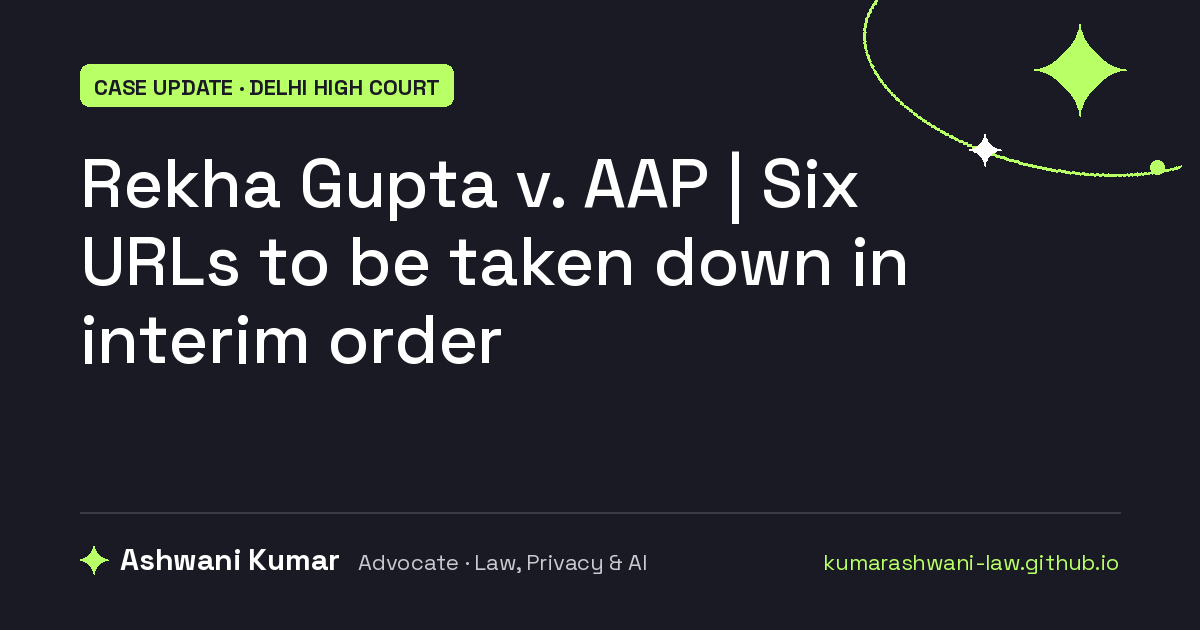 CASE UPDATE · DELHI HIGH COURT
Rekha Gupta v. AAP | Six
URLs to be taken down in
interim order
Ashwani Kumar Advocate · Law, Privacy & AI kumarashwani-law.github.io